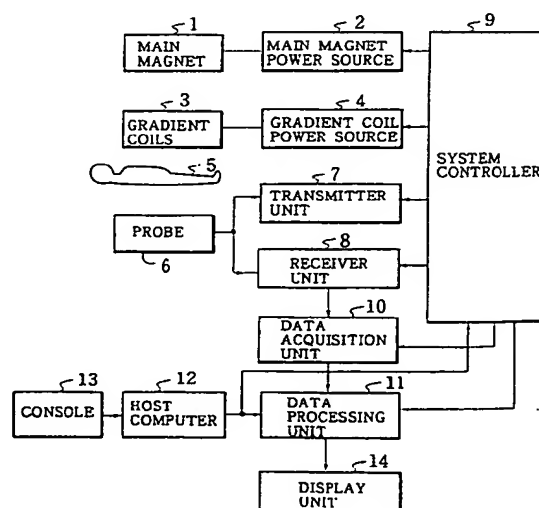 1
MAIN
MAGNET
2
MAIN MAGNET
POWER SOURCE
9
SYSTEM
CONTROLLER
3
GRADIENT
COILS
4
GRADIENT COIL
POWER SOURCE
5
7
TRANSMITTER
UNIT
PROBE
6
8
RECEIVER
UNIT
10
DATA
ACQUISITION
UNIT
13
CONSOLE
12
HOST
COMPUTER
11
DATA
PROCESSING
UNIT
14
DISPLAY
UNIT